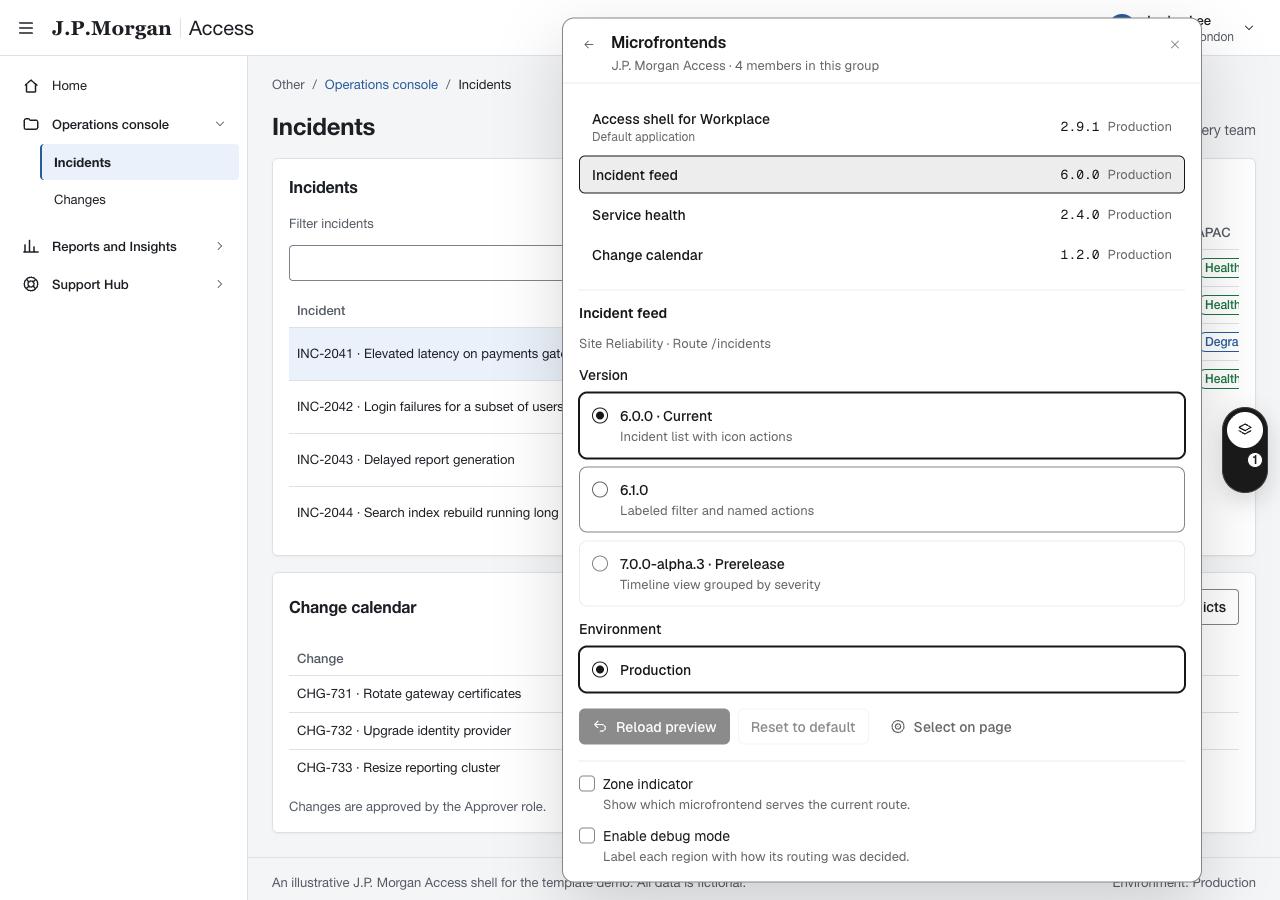 J.P.Morgan Access
Home
Operations console
Incidents
Changes
Reports and Insights
Support Hub
Other / Operations console / Incidents
Incidents
ery team
Incidents
Filter incidents
Incident
INC-2041 · Elevated latency on payments gat
INC-2042 · Login failures for a subset of users
INC-2043 · Delayed report generation
INC-2044 · Search index rebuild running long
APAC
Health
Health
Degra
Health
Change calendar
icts
Change
CHG-731 · Rotate gateway certificates
CHG-732 · Upgrade identity provider
CHG-733 · Resize reporting cluster
Changes are approved by the Approver role.
An illustrative J.P. Morgan Access shell for the template demo. All data is fictional.
Environment: Production
Microfrontends
J.P. Morgan Access · 4 members in this group
Access shell for Workplace
Default application
2.9.1 Production
Incident feed 6.0.0 Production
Service health 2.4.0 Production
Change calendar 1.2.0 Production
Incident feed
Site Reliability · Route /incidents
Version
6.0.0 · Current
Incident list with icon actions
6.1.0
Labeled filter and named actions
7.0.0-alpha.3 · Prerelease
Timeline view grouped by severity
Environment
Production
Reload preview Reset to default Select on page
Zone indicator
Show which microfrontend serves the current route.
Enable debug mode
Label each region with how its routing was decided.
1